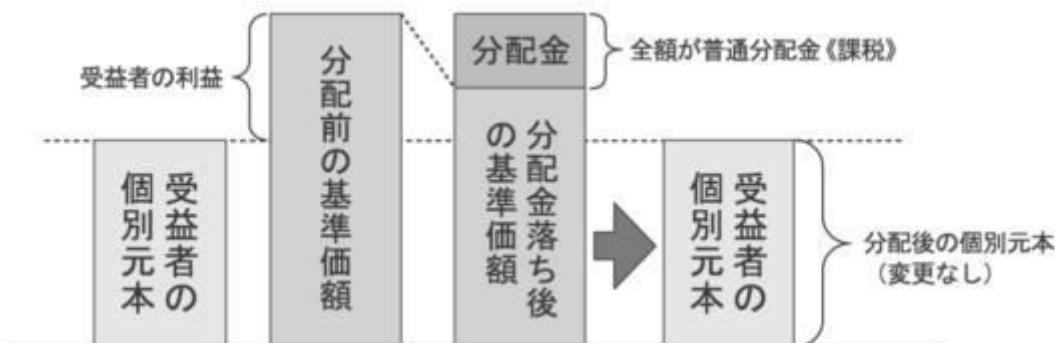 受益者の利益
受益者の
個別元本
分配前の基準価額
分配金
全額が普通分配金《課税》
分配金落ち後
の基準価額
受益者の
個別元本
分配後の個別元本
（変更なし）